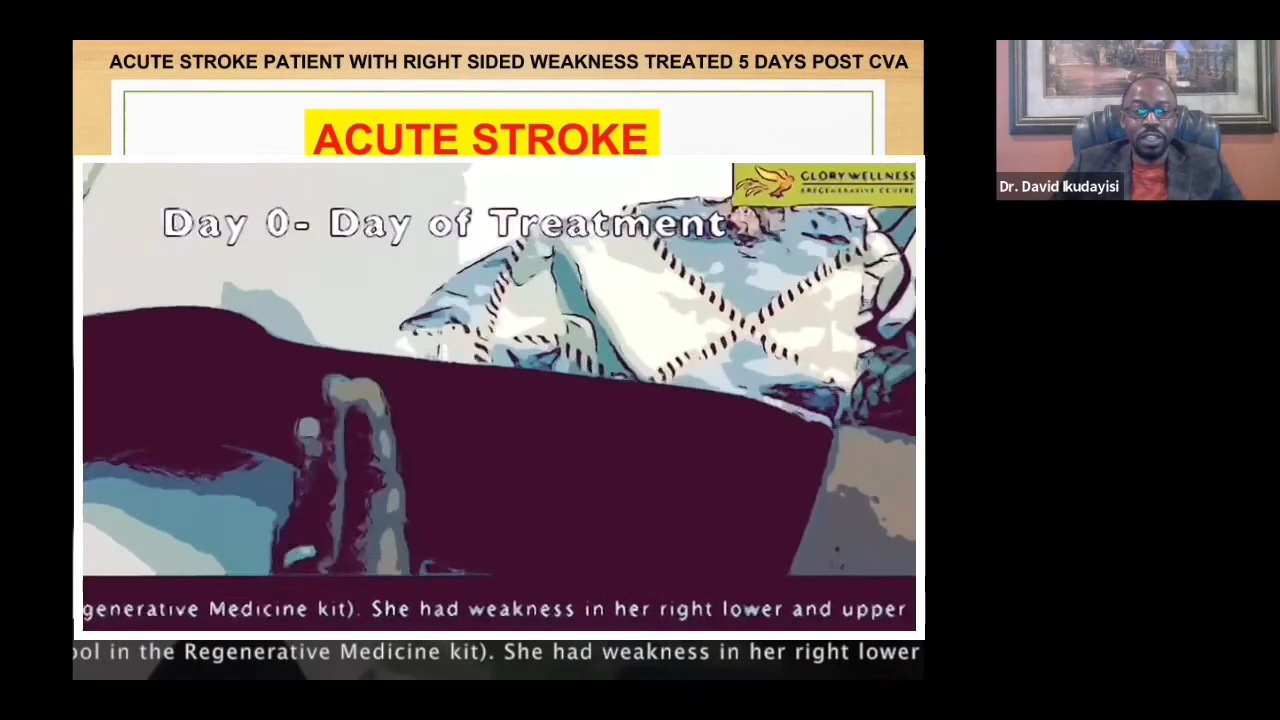 ACUTE STROKE PATIENT WITH RIGHT SIDED WEAKNESS TREATED 5 DAYS POST CVA
ACUTE STROKE
GLORY WELLNESS
& REGENERATIVE CENTRE
Day 0- Day of Treatment
Dr. David Ikudayisi
generative Medicine kit). She had weakness in her right lower and upper
ool in the Regenerative Medicine kit). She had weakness in her right lower